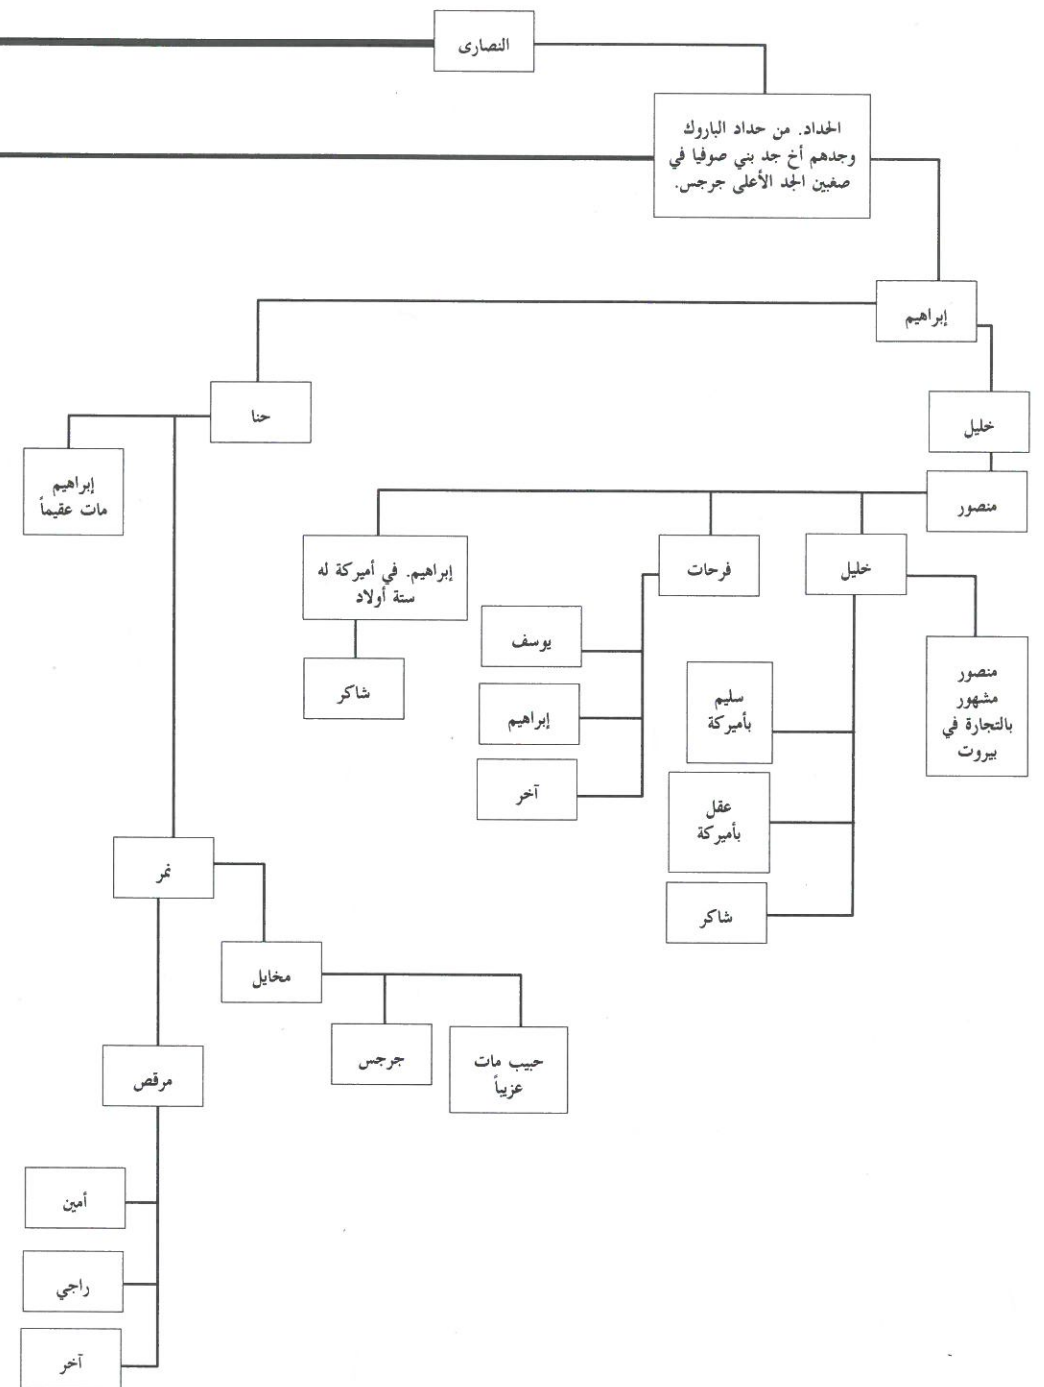 النصارى
الحداد. من حداد الباروك
وجدهم أخ جد بني صوفيا في
صغبين الجد الأعلى جرجس.
إبراهيم
خليل
منصور
حنا
إبراهيم
مات عقيماً
خليل
فرحات
إبراهيم. في أميركة له
ستة أولاد
شاكر
منصور
مشهور
بالتجارة في
بيروت
سليم
بأميركة
عقل
بأميركة
شاكر
يوسف
إبراهيم
آخر
نمر
مخايل
حبيب مات
عزيباً
جرجس
مرقص
أمين
راجي
آخر